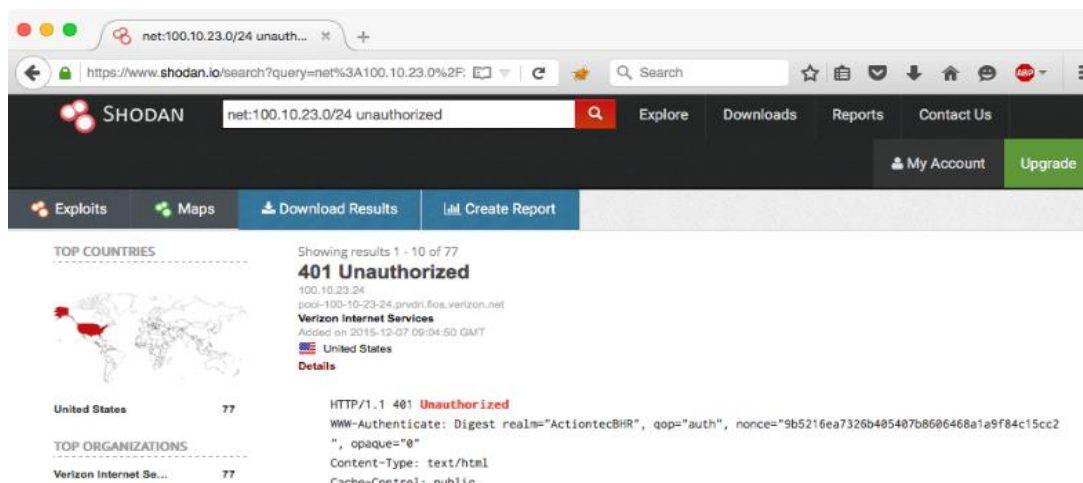 net:100.10.23.0/24 unauth...
https://www.shodan.io/search?query=net%3A100.10.23.0%2F:
Search
SHODAN
net:100.10.23.0/24 unauthorized
Explore
Downloads
Reports
Contact Us
My Account
Upgrade
Exploits
Maps
Download Results
Create Report
TOP COUNTRIES
United States 77
TOP ORGANIZATIONS
Verizon Internet Se... 77
Showing results 1 - 10 of 77
401 Unauthorized
100.10.23.24
pool-100-10-23-24.prvdri.fios.verizon.net
Verizon Internet Services
Added on 2015-12-07 09:04:50 GMT
United States
Details
HTTP/1.1 401 Unauthorized
WWW-Authenticate: Digest realm="ActiontecBHR", qop="auth", nonce="9b5216ea7326b405407b8606468a1a9f84c15cc2
", opaque="0"
Content-Type: text/html
Cache-Control: public